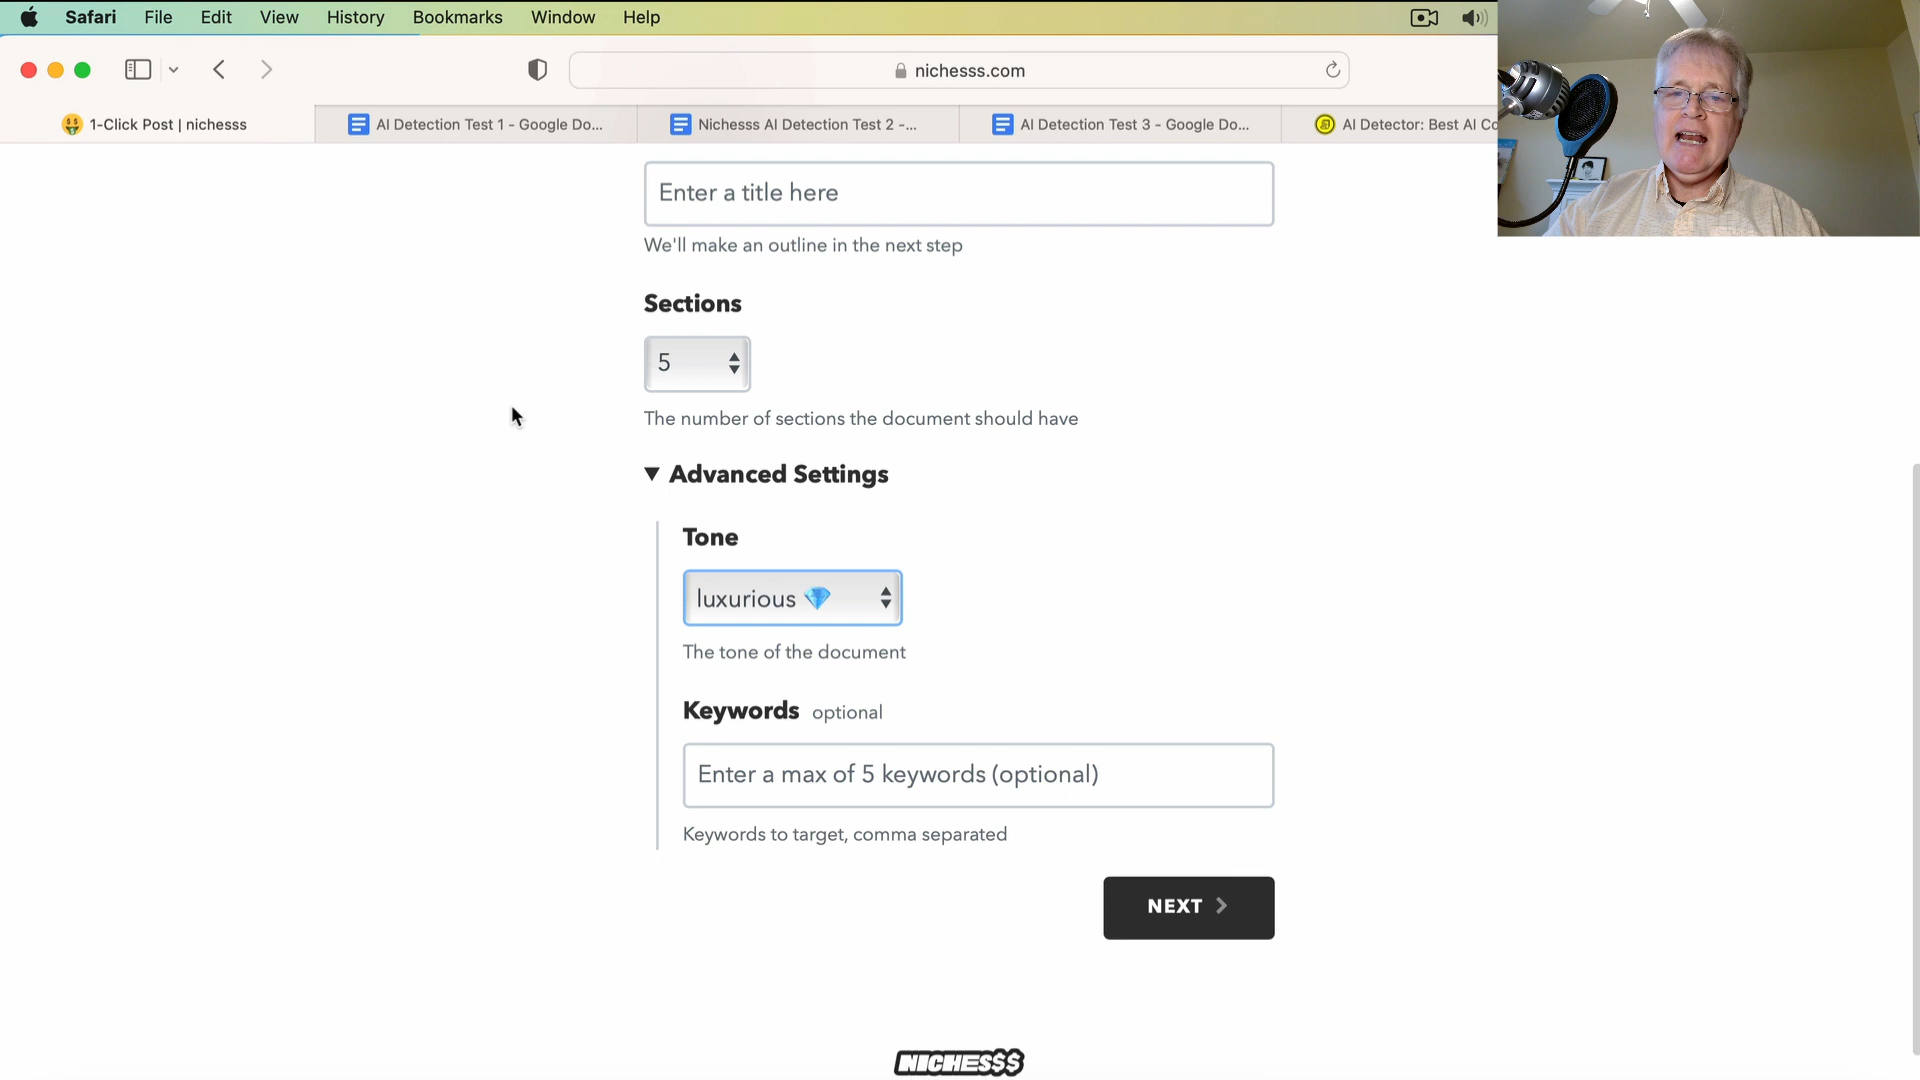 Safari File Edit View History Bookmarks Window Help
nichesss.com
1-Click Post | nichesss
AI Detection Test 1 - Google Do...
Nichesss AI Detection Test 2 -...
AI Detection Test 3 - Google Do...
AI Detector: Best AI Co
Enter a title here
We'll make an outline in the next step
Sections
5
The number of sections the document should have
Advanced Settings
Tone
luxurious 💎
The tone of the document
Keywords optional
Enter a max of 5 keywords (optional)
Keywords to target, comma separated
NEXT
NICHES$$